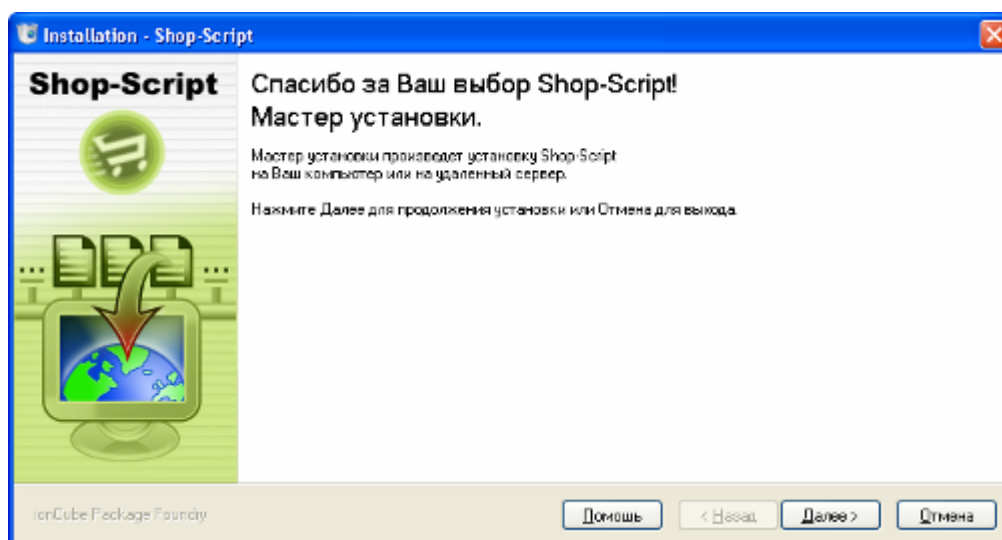 Installation - Shop-Script
Shop-Script
Спасибо за Ваш выбор Shop-Script!
Мастер установки.
Мастер установки произведет установку Shop-Script
на Ваш компьютер или на удаленный сервер.
Нажмите Далее для продолжения установки или Отмена для выхода.
ionCube Package Foundry
Помощь
< Назад
Далее >
Отмена